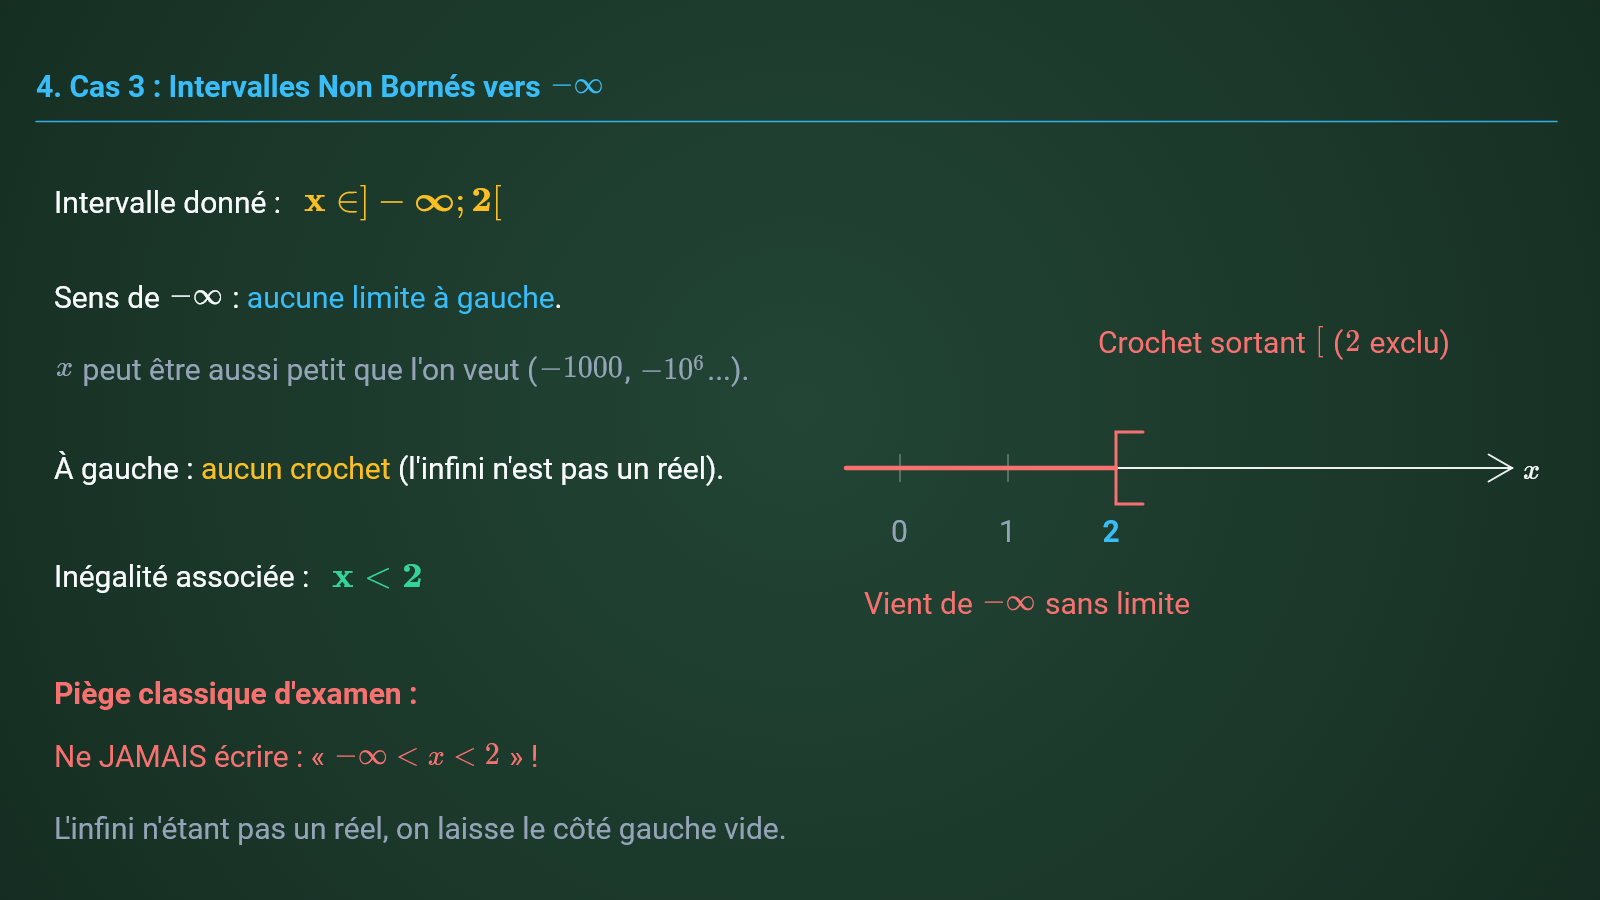 4. Cas 3 : Intervalles Non Bornés vers −∞
Intervalle donné : x ∈] − ∞; 2[
Sens de −∞ : aucune limite à gauche.
x peut être aussi petit que l'on veut (−1000, −10⁶...).
À gauche : aucun crochet (l'infini n'est pas un réel).
Inégalité associée : x < 2
Piège classique d'examen :
Ne JAMAIS écrire : « −∞ < x < 2 » !
L'infini n'étant pas un réel, on laisse le côté gauche vide.
Crochet sortant [ (2 exclu)
x
0 1 2
Vient de −∞ sans limite